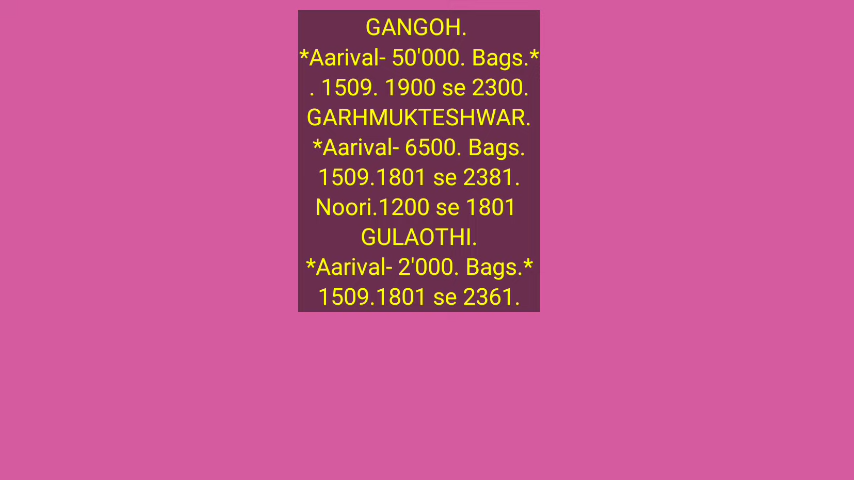 GANGOH.
*Aarival- 50'000. Bags.*
. 1509. 1900 se 2300.
GARHMUKTESHWAR.
*Aarival- 6500. Bags.
1509.1801 se 2381.
Noori.1200 se 1801
GULAOTHI.
*Aarival- 2'000. Bags.*
1509.1801 se 2361.